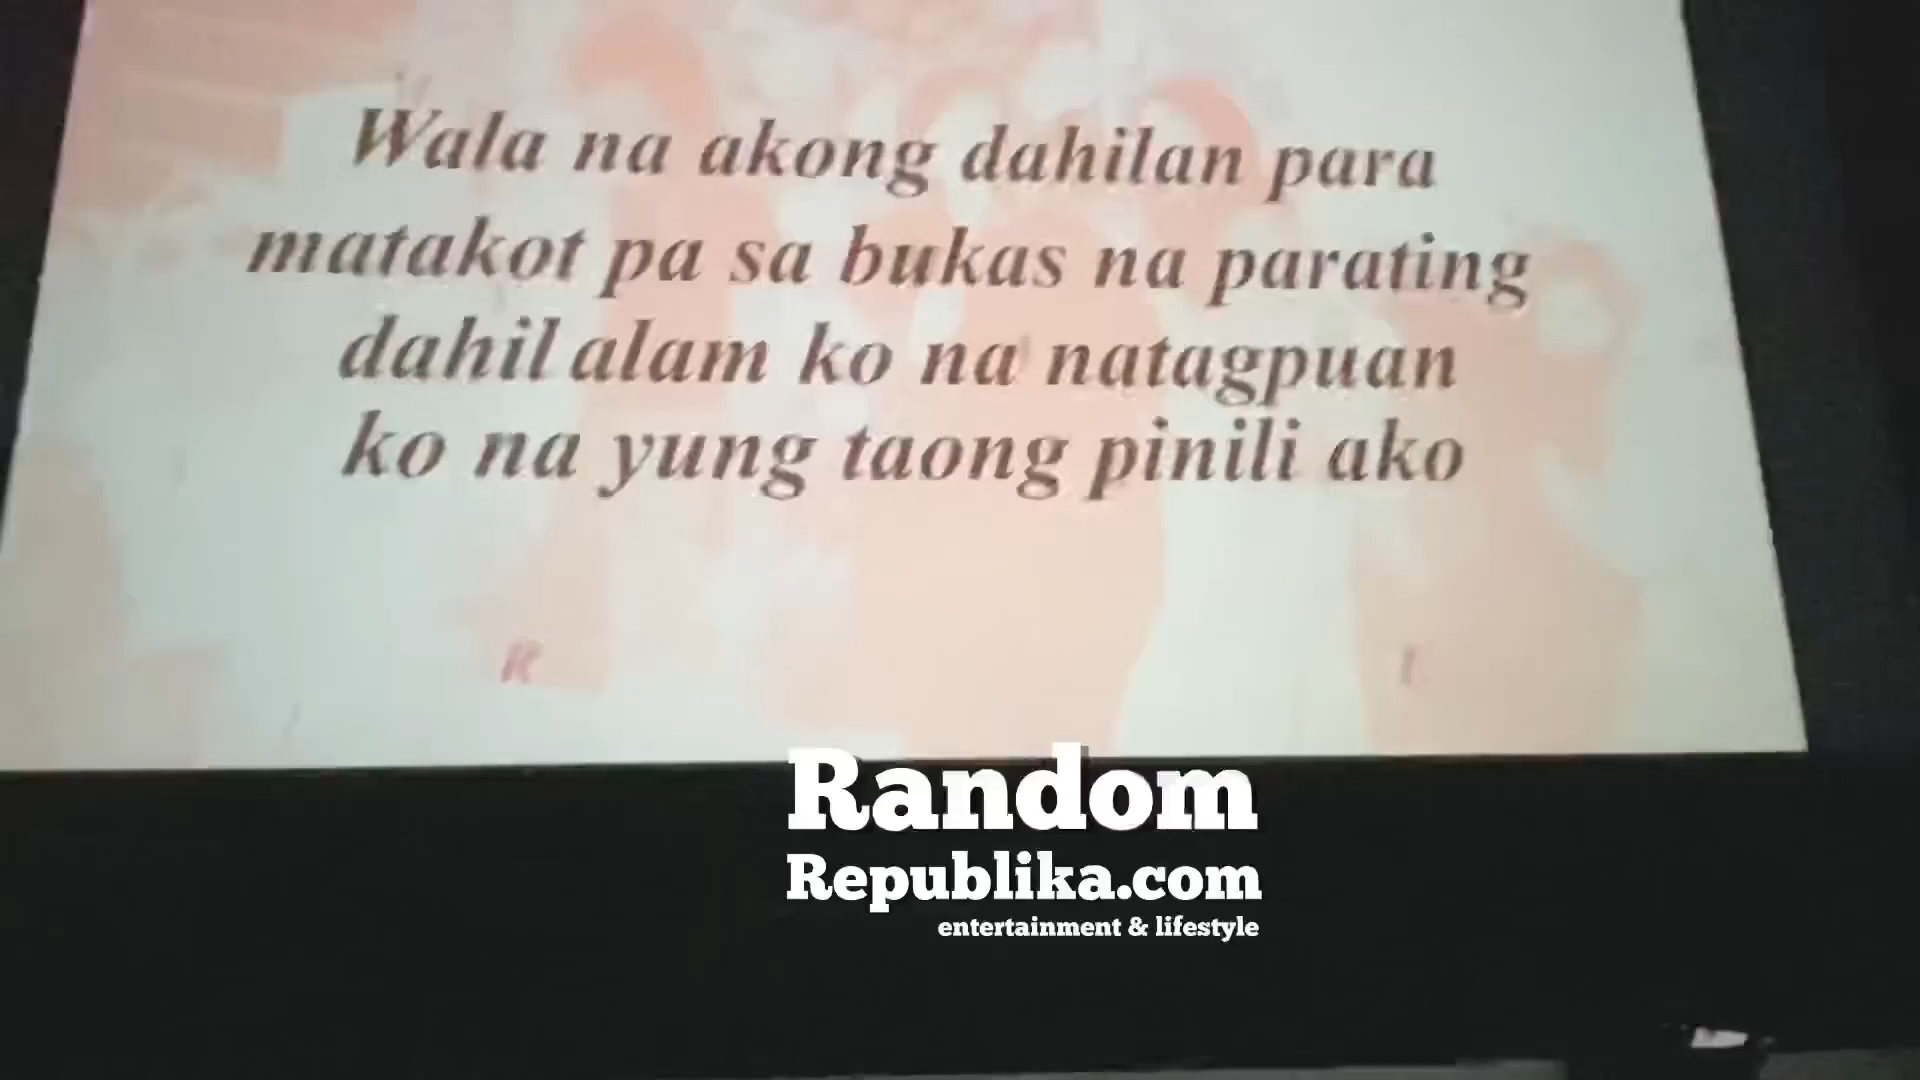 Wala na akong dahilan para
matakot pa sa bukas na parating
dahil alam ko na natagpuan
ko na yung taong pinili ako
R L
Random
Republika.com
entertainment & lifestyle